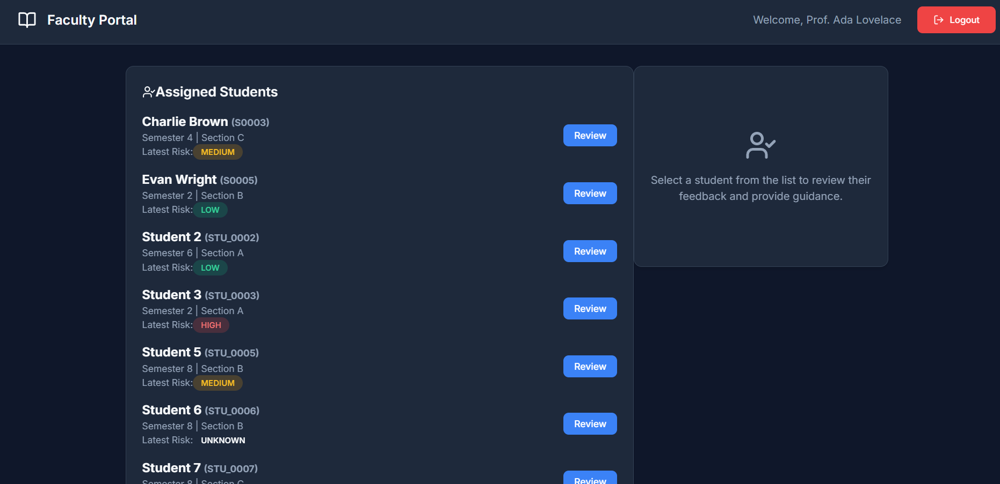 Faculty Portal
Welcome, Prof. Ada Lovelace
Logout
Assigned Students
Charlie Brown (S0003)
Semester 4 | Section C
Latest Risk: MEDIUM
Review
Evan Wright (S0005)
Semester 2 | Section B
Latest Risk: LOW
Review
Student 2 (STU_0002)
Semester 6 | Section A
Latest Risk: LOW
Review
Student 3 (STU_0003)
Semester 2 | Section A
Latest Risk: HIGH
Review
Student 5 (STU_0005)
Semester 8 | Section B
Latest Risk: MEDIUM
Review
Student 6 (STU_0006)
Semester 8 | Section B
Latest Risk: UNKNOWN
Review
Student 7 (STU_0007)
Semester 8 | Section C
Review
Select a student from the list to review their
feedback and provide guidance.